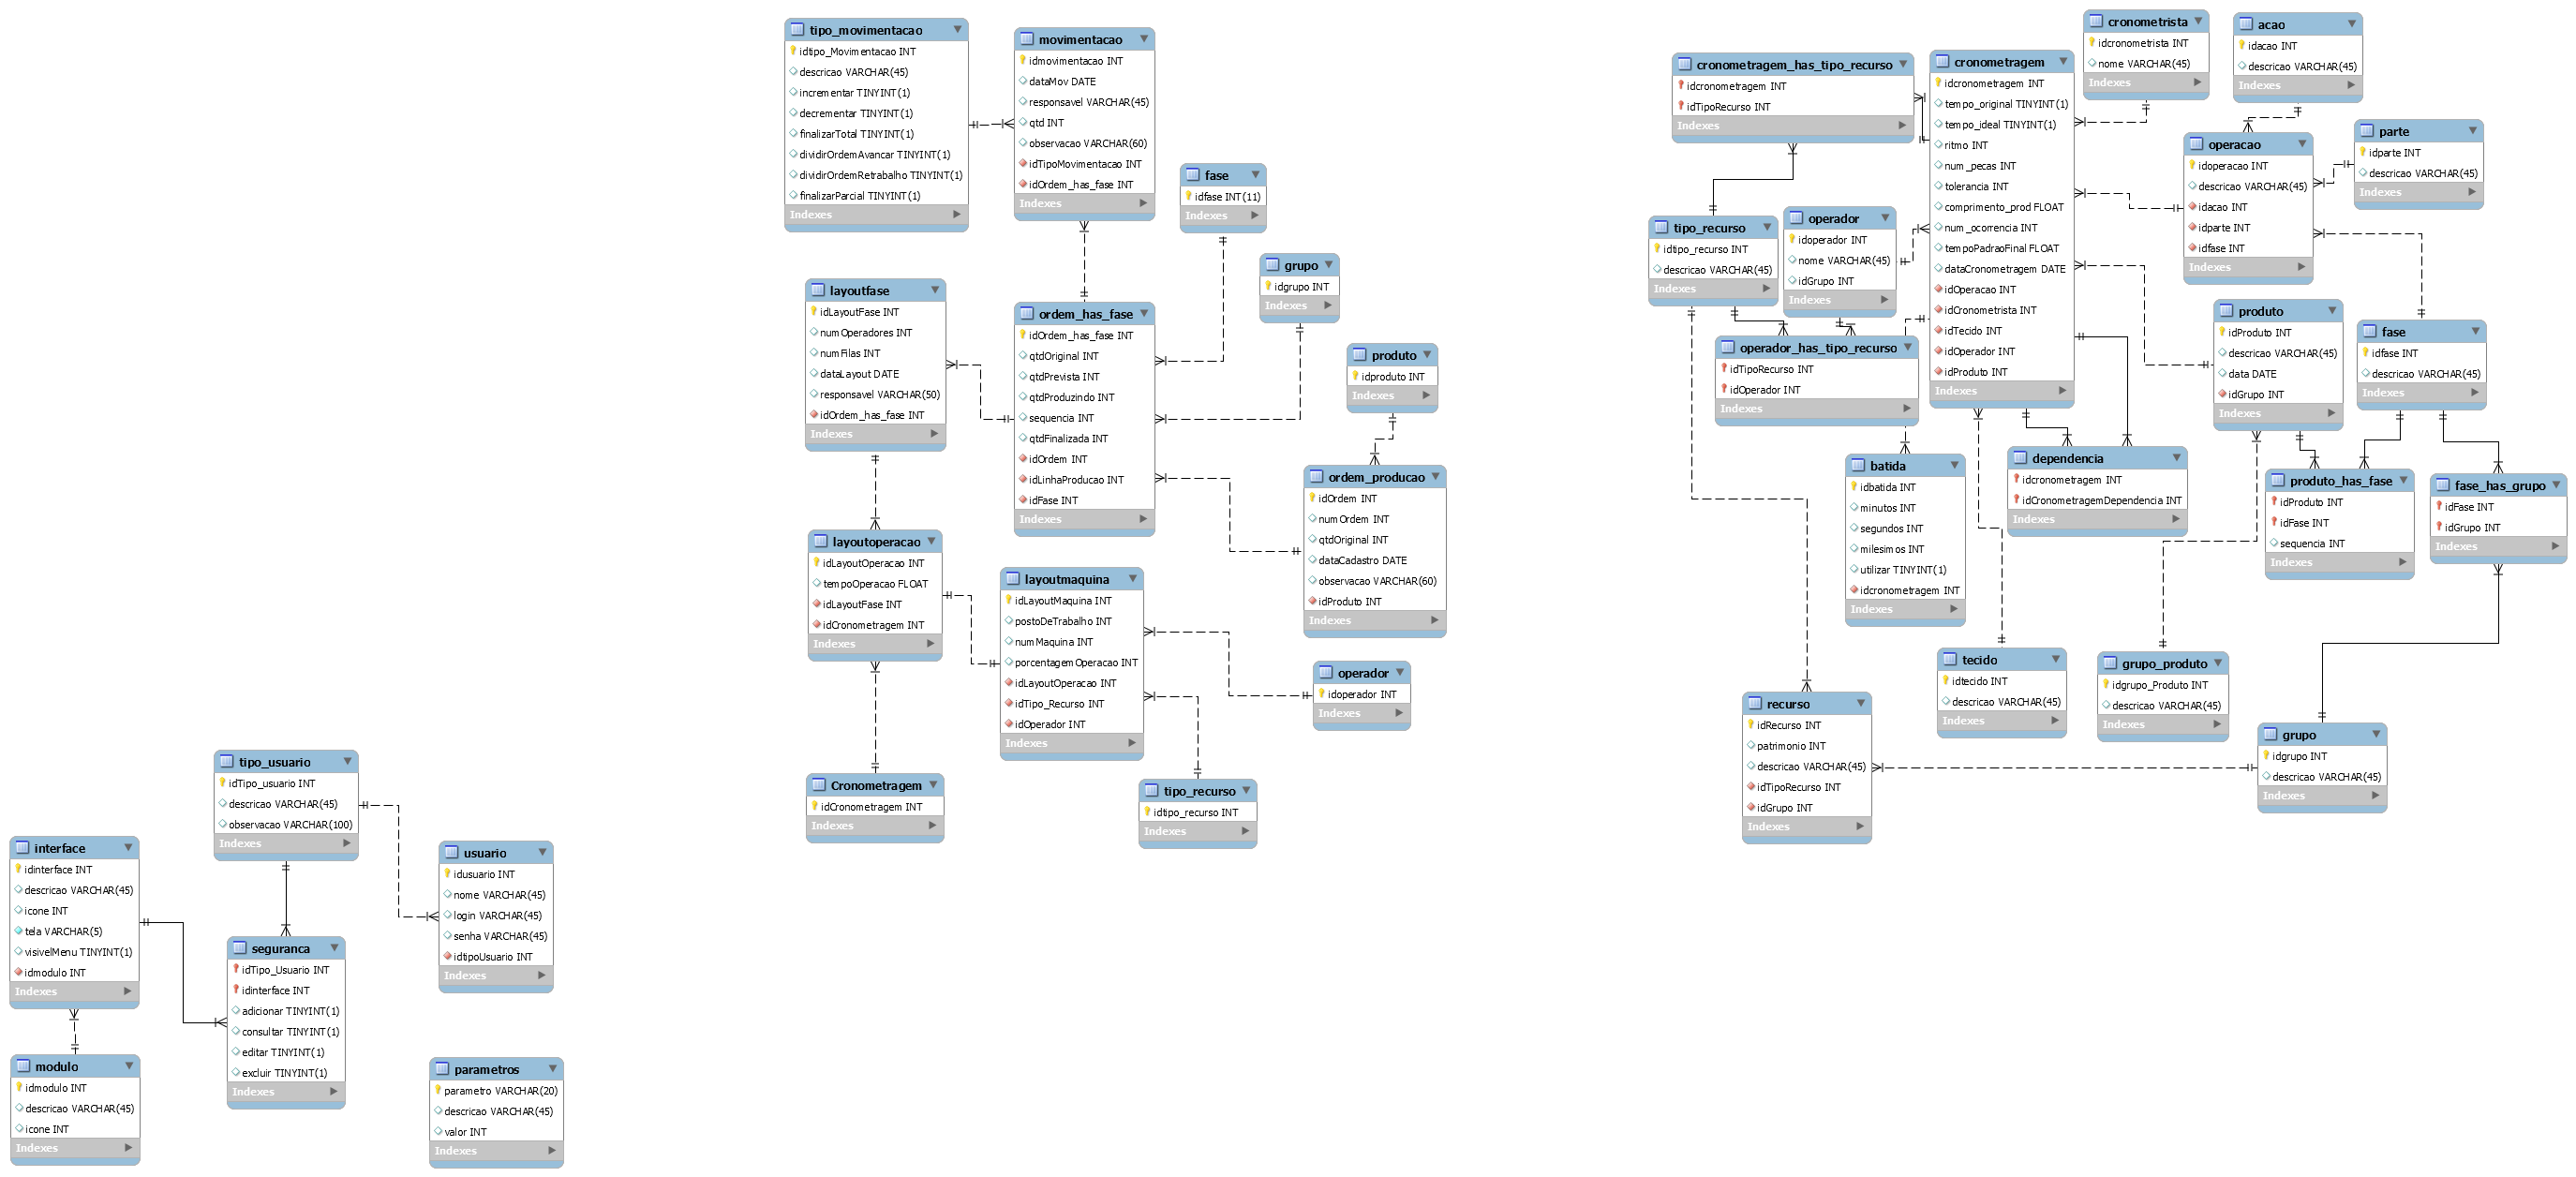 tipo_movimentacao
idtipo_Movimentacao INT
descricao VARCHAR(45)
incrementar TINYINT(1)
decrementar TINYINT(1)
finalizarTotal TINYINT(1)
dividirOrdemAvancar TINYINT(1)
dividirOrdemRetrabalho TINYINT(1)
finalizarParcial TINYINT(1)
Indexes
movimentacao
idmovimentacao INT
dataMov DATE
responsavel VARCHAR(45)
qtd INT
observacao VARCHAR(60)
idTipoMovimentacao INT
idOrdem_has_fase INT
Indexes
fase
idfase INT(11)
Indexes
grupo
idgrupo INT
Indexes
layoutfase
idLayoutFase INT
numOperadores INT
numFilas INT
dataLayout DATE
responsavel VARCHAR(50)
idOrdem_has_fase INT
Indexes
ordem_has_fase
idOrdem_has_fase INT
qtdOriginal INT
qtdPrevista INT
qtdProduzindo INT
sequencia INT
qtdFinalizada INT
idOrdem INT
idLinhaProducao INT
idFase INT
Indexes
produto
idproduto INT
Indexes
ordem_producao
idOrdem INT
numOrdem INT
qtdOriginal INT
dataCadastro DATE
observacao VARCHAR(60)
idProduto INT
Indexes
layoutoperacao
idLayoutOperacao INT
tempoOperacao FLOAT
idLayoutFase INT
idCronometragem INT
Indexes
layoutmaquina
idLayoutMaquina INT
postoDeTrabalho INT
numMaquina INT
porcentagemOperacao INT
idLayoutOperacao INT
idTipo_Recurso INT
idOperador INT
Indexes
operador
idoperador INT
Indexes
Cronometragem
idCronometragem INT
Indexes
tipo_recurso
idtipo_recurso INT
Indexes
tipo_usuario
idTipo_usuario INT
descricao VARCHAR(45)
observacao VARCHAR(100)
Indexes
interface
idinterface INT
descricao VARCHAR(45)
icone INT
tela VARCHAR(5)
visivelMenu TINYINT(1)
idmodulo INT
Indexes
usuario
idusuario INT
nome VARCHAR(45)
login VARCHAR(45)
senha VARCHAR(45)
idtipoUsuario INT
Indexes
seguranca
idTipo_Usuario INT
idinterface INT
adicionar TINYINT(1)
consultar TINYINT(1)
editar TINYINT(1)
excluir TINYINT(1)
Indexes
modulo
idmodulo INT
descricao VARCHAR(45)
icone INT
Indexes
parametros
parametro VARCHAR(20)
descricao VARCHAR(45)
valor INT
Indexes
cronometragem_has_tipo_recurso
idcronometragem INT
idTipoRecurso INT
Indexes
cronometragem
idcronometragem INT
tempo_original TINYINT(1)
tempo_ideal TINYINT(1)
ritmo INT
num_pecas INT
tolerancia INT
comprimento_prod FLOAT
num_ocorrencia INT
tempoPadraoFinal FLOAT
dataCronometragem DATE
idOperacao INT
idCronometrista INT
idTecido INT
idOperador INT
idProduto INT
Indexes
cronometrista
idcronometrista INT
nome VARCHAR(45)
Indexes
acao
idacao INT
descricao VARCHAR(45)
Indexes
operacao
idoperacao INT
descricao VARCHAR(45)
idacao INT
idparte INT
idfase INT
Indexes
parte
idparte INT
descricao VARCHAR(45)
Indexes
tipo_recurso
idtipo_recurso INT
descricao VARCHAR(45)
Indexes
operador
idoperador INT
nome VARCHAR(45)
idGrupo INT
Indexes
operador_has_tipo_recurso
idTipoRecurso INT
idOperador INT
Indexes
produto
idProduto INT
descricao VARCHAR(45)
data DATE
idGrupo INT
Indexes
fase
idfase INT
descricao VARCHAR(45)
Indexes
batida
idbatida INT
minutos INT
segundos INT
milesimos INT
utilizar TINYINT(1)
idcronometragem INT
Indexes
dependencia
idcronometragem INT
idCronometragemDependencia INT
Indexes
produto_has_fase
idProduto INT
idFase INT
sequencia INT
Indexes
fase_has_grupo
idFase INT
idGrupo INT
Indexes
tecido
idtecido INT
descricao VARCHAR(45)
Indexes
grupo_produto
idgrupo_Produto INT
descricao VARCHAR(45)
Indexes
recurso
idRecurso INT
patrimonio INT
descricao VARCHAR(45)
idTipoRecurso INT
idGrupo INT
Indexes
grupo
idgrupo INT
descricao VARCHAR(45)
Indexes